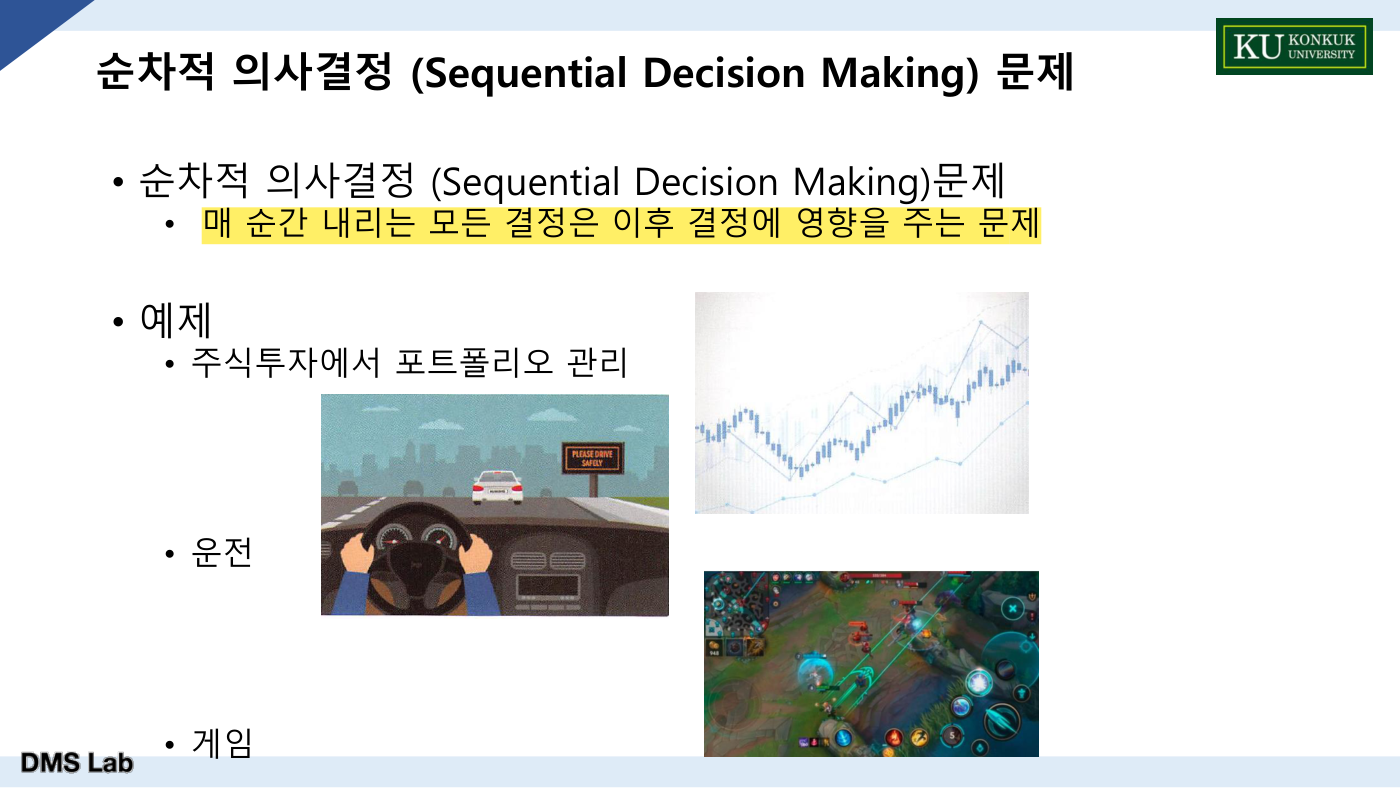 순차적 의사결정 (Sequential Decision Making) 문제
KU KONKUK
UNIVERSITY
• 순차적 의사결정 (Sequential Decision Making)문제
• 매 순간 내리는 모든 결정은 이후 결정에 영향을 주는 문제
• 예제
• 주식투자에서 포트폴리오 관리
PLEASE DRIVE
SAFELY
• 운전
• 게임
DMS Lab